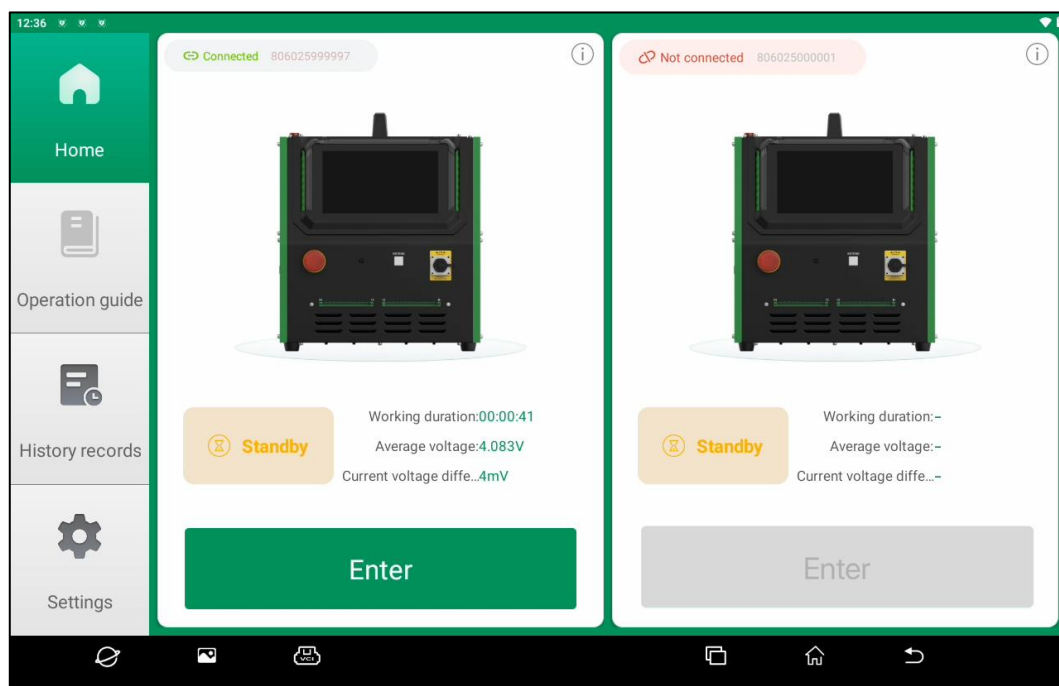 12:36
Connected 806025999997
Not connected 806025000001
Home
Operation guide
History records
Settings
Standby
Working duration:00:00:41
Average voltage:4.083V
Current voltage diffe...4mV
Enter
Standby
Working duration:–
Average voltage:–
Current voltage diffe...–
Enter
VCI